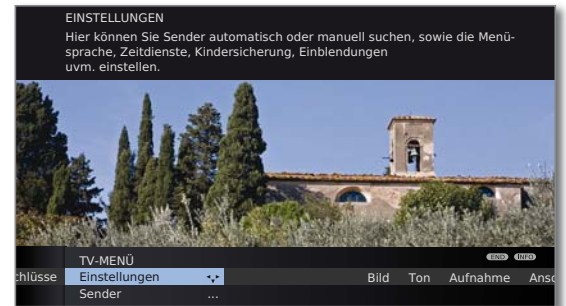 EINSTELLUNGEN
Hier können Sie Sender automatisch oder manuell suchen, sowie die Menü-
sprache, Zeitdienste, Kindersicherung, Einblendungen
uvm. einstellen.
TV-MENÜ
END INFO
chlüsse Einstellungen Bild Ton Aufnahme Ansc
Sender ...